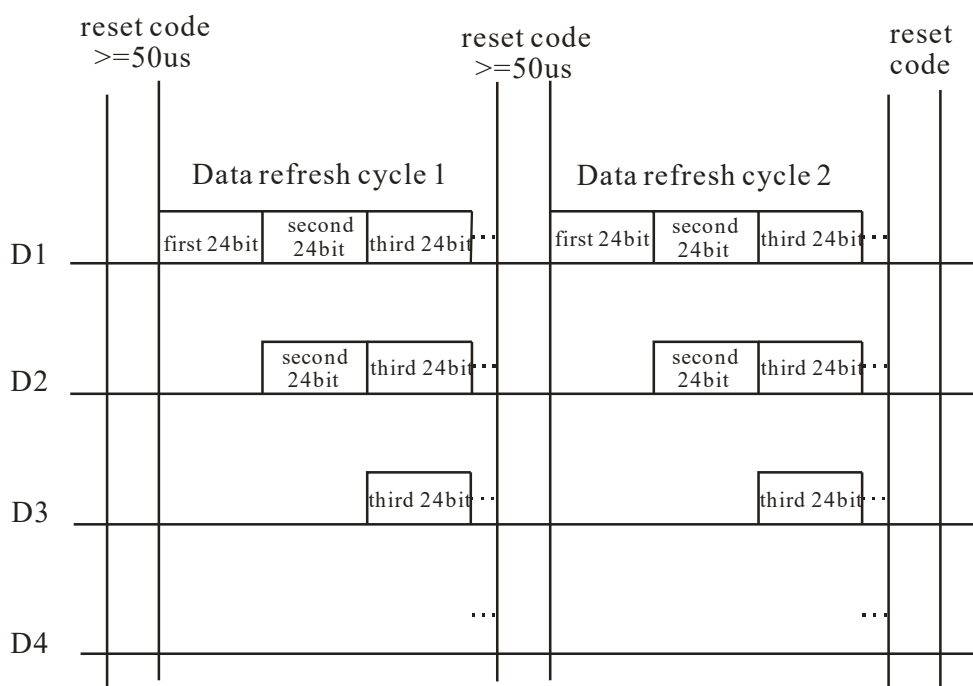 reset code
>=50us
reset code
>=50us
reset
code
Data refresh cycle 1
Data refresh cycle 2
D1
first 24bit
second
24bit
third 24bit
...
first 24bit
second
24bit
third 24bit
...
D2
second
24bit
third 24bit
...
second
24bit
third 24bit
...
D3
third 24bit
...
third 24bit
...
...
...
D4